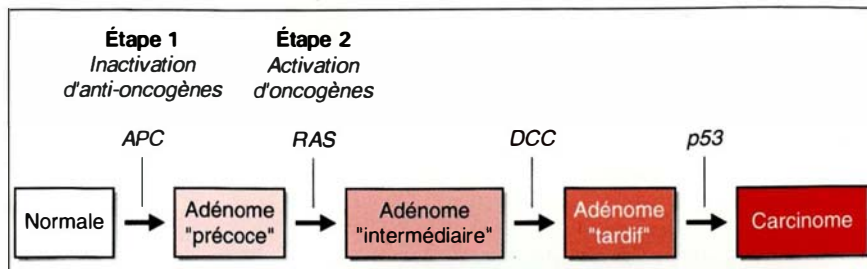 Étape 1
Inactivation
d'anti-oncogènes
Étape 2
Activation
d'oncogènes
APC
RAS
DCC
p53
Normale
Adénome
"précoce"
Adénome
"intermédiaire"
Adénome
"tardif"
Carcinome